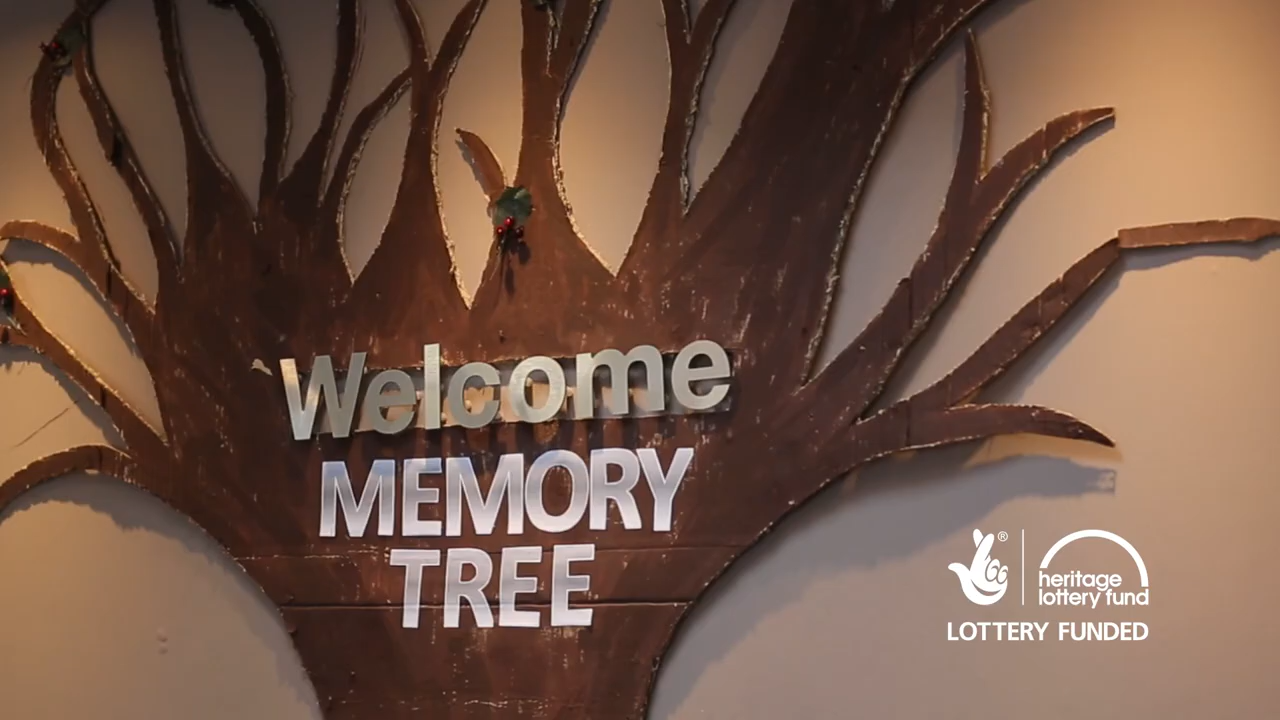 Welcome
MEMORY
TREE
®
heritage
lottery fund
LOTTERY FUNDED